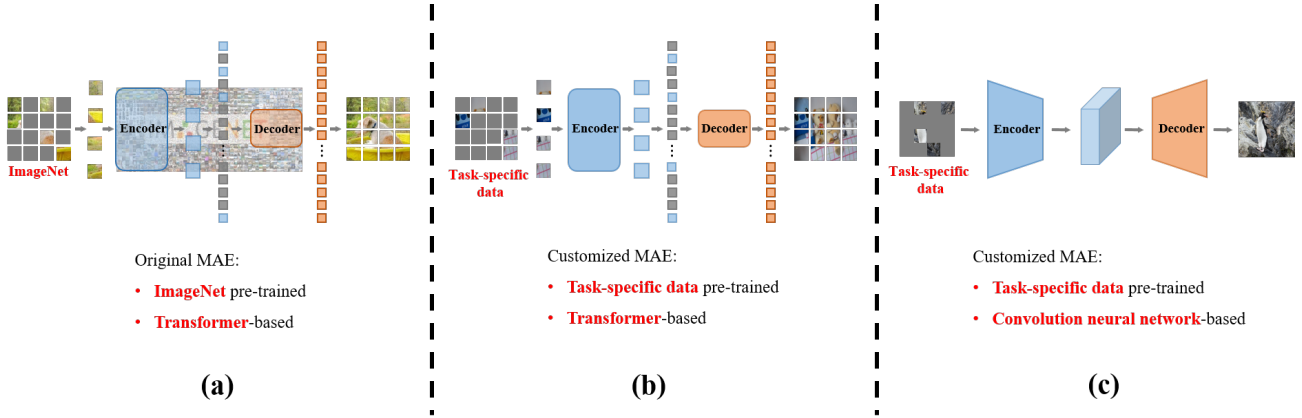 Encoder
Decoder
ImageNet
Original MAE:
• ImageNet pre-trained
• Transformer-based
(a)
Encoder
Decoder
Task-specific
data
Customized MAE:
• Task-specific data pre-trained
• Transformer-based
(b)
Encoder
Decoder
Task-specific
data
Customized MAE:
• Task-specific data pre-trained
• Convolution neural network-based
(c)